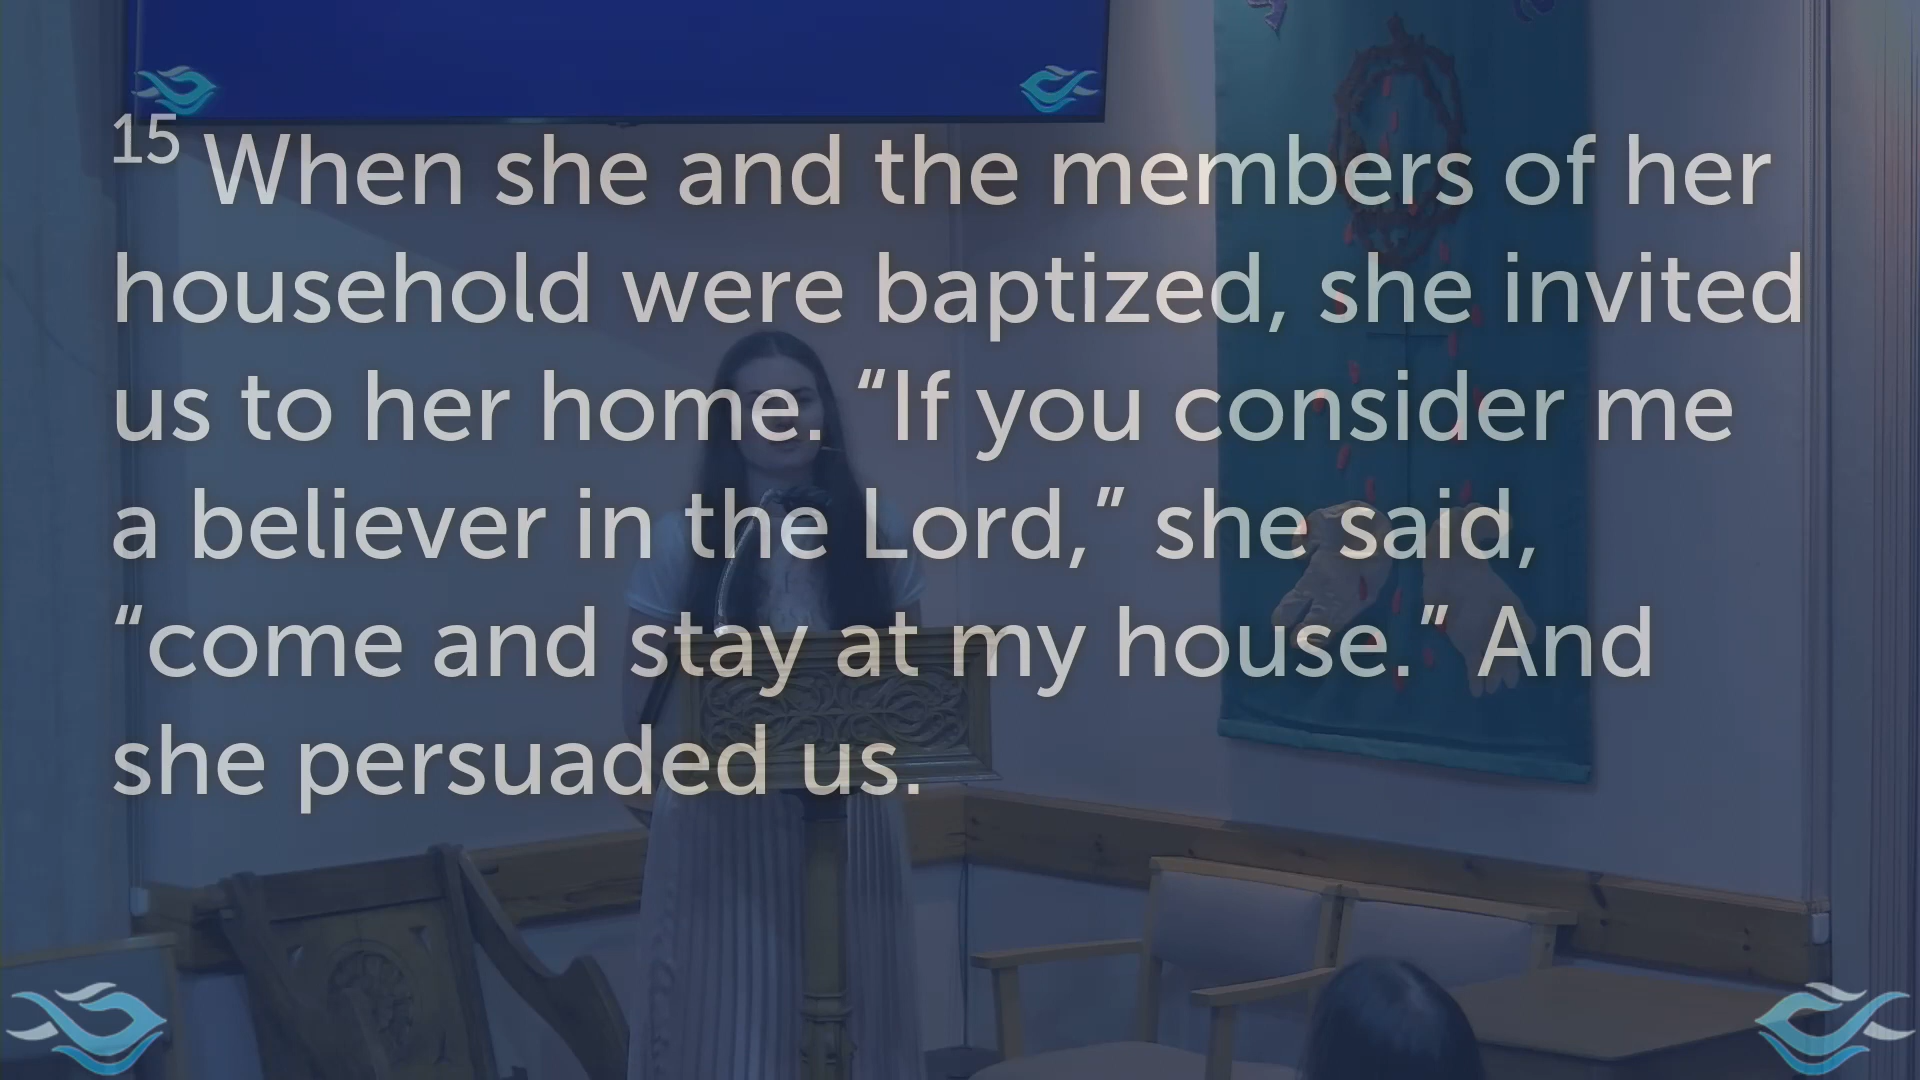 15 When she and the members of her
household were baptized, she invited
us to her home. “If you consider me
a believer in the Lord,” she said,
“come and stay at my house.” And
she persuaded us.